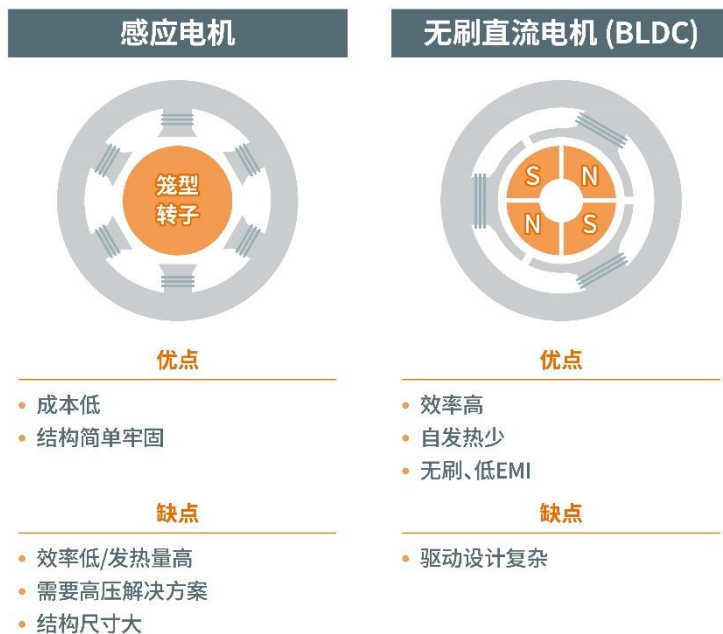 感应电机
笼型
转子
优点
• 成本低
• 结构简单牢固
缺点
• 效率低/发热量高
• 需要高压解决方案
• 结构尺寸大
无刷直流电机 (BLDC)
S N
N S
优点
• 效率高
• 自发热少
• 无刷、低EMI
缺点
• 驱动设计复杂